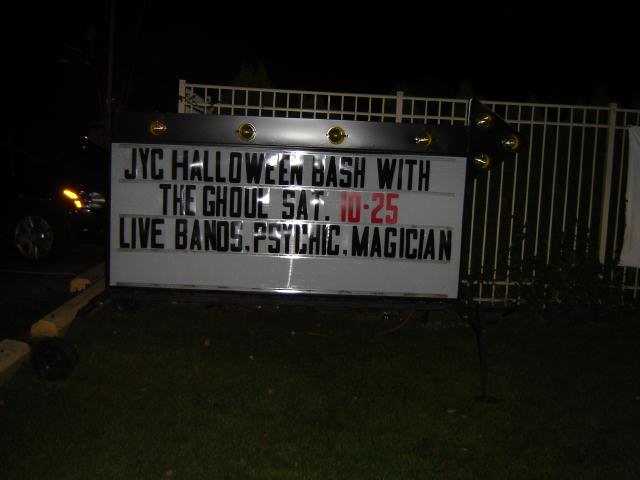 JYC HALLOWEEN BASH WITH
THE GHOUL SAT. 10-25
LIVE BANDS, PSYCHIC, MAGICIAN